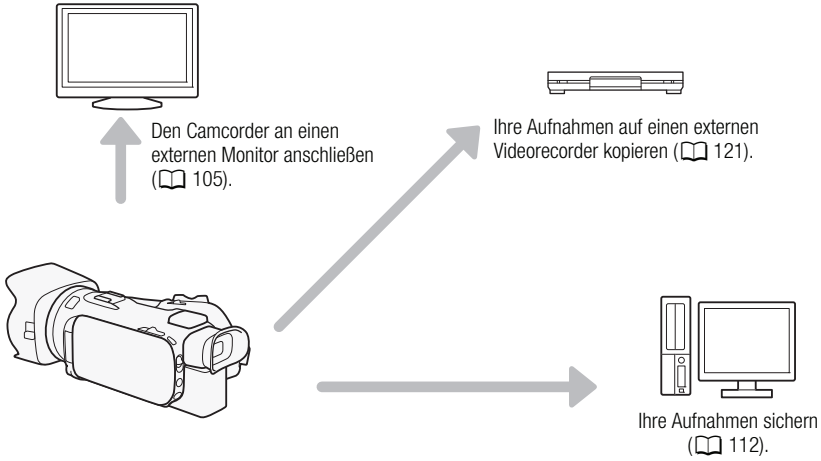 Den Camcorder an einen
externen Monitor anschließen
(105).
Ihre Aufnahmen auf einen externen
Videorecorder kopieren (121).
Ihre Aufnahmen sichern
(112).